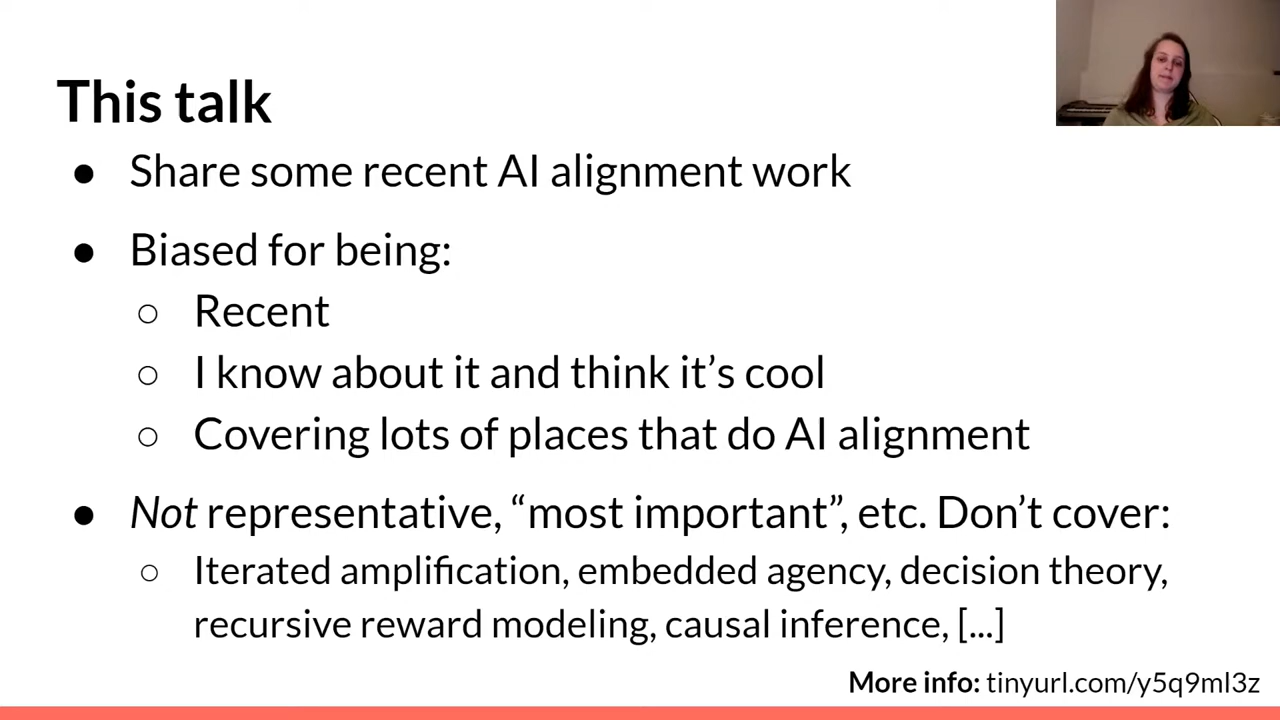 This talk
● Share some recent AI alignment work
● Biased for being:
○ Recent
○ I know about it and think it’s cool
○ Covering lots of places that do AI alignment
● Not representative, “most important”, etc. Don’t cover:
○ Iterated amplification, embedded agency, decision theory,
recursive reward modeling, causal inference, [...]
More info: tinyurl.com/y5q9ml3z